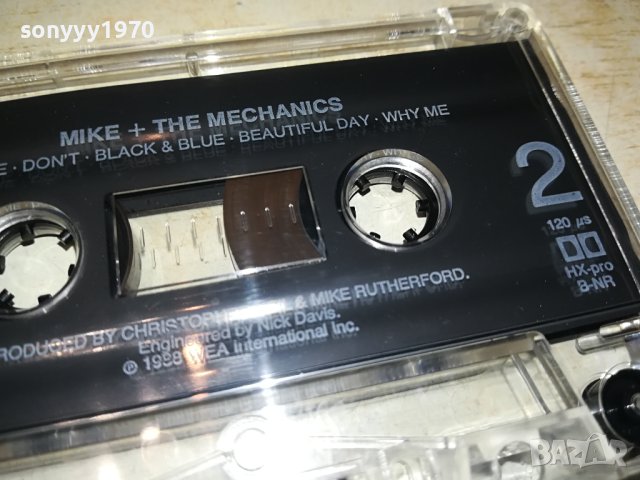 sonyyy1970
MIKE + THE MECHANICS
DON'T · BLACK & BLUE · BEAUTIFUL DAY · WHY ME
2
120 µs
HX-pro
B-NR
BY CHRISTOPH & MIKE RUTHERFORD.
Engineered by Nick Davis.
℗ 1988 WEA International Inc.
BAZAR